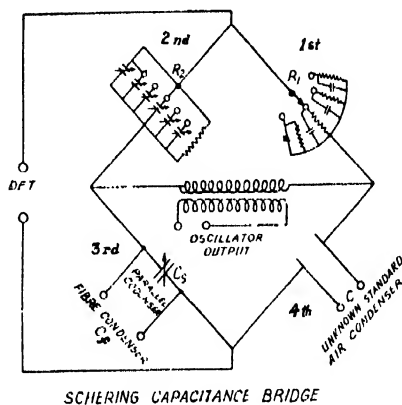 2nd
1st
R2
R1
DET
OSCILLATOR
OUTPUT
3rd
CS
PARALLEL
CONDENSER
FIBRE CONDENSER
Cf
4th
C
UNKNOWN STANDARD
AIR CONDENSER
SCHERING CAPACITANCE BRIDGE